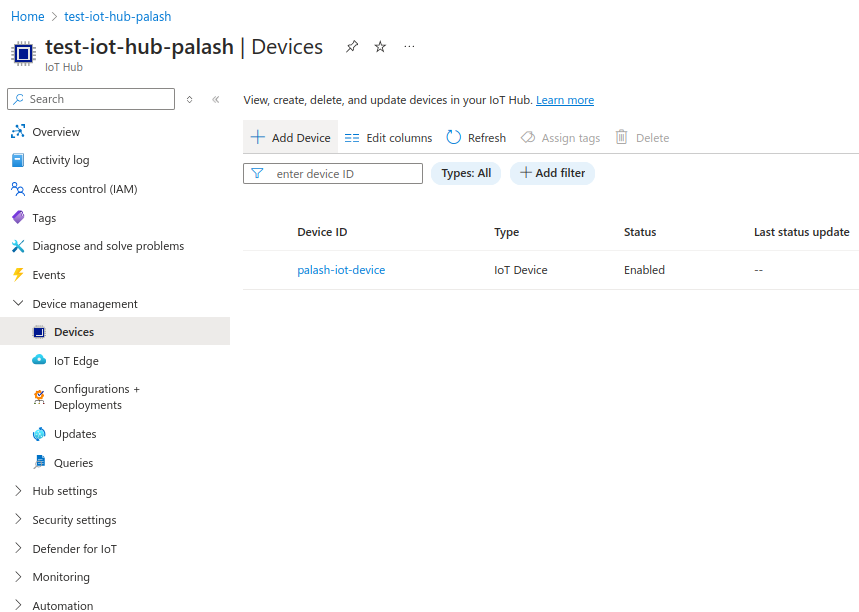 Home > test-iot-hub-palash
test-iot-hub-palash | Devices ...
IoT Hub
Search
Overview
Activity log
Access control (IAM)
Tags
Diagnose and solve problems
Events
Device management
Devices
IoT Edge
Configurations +
Deployments
Updates
Queries
Hub settings
Security settings
Defender for IoT
Monitoring
Automation
View, create, delete, and update devices in your IoT Hub. Learn more
Add Device Edit columns Refresh Assign tags Delete
enter device ID Types: All Add filter
Device ID Type Status Last status update
palash-iot-device IoT Device Enabled --